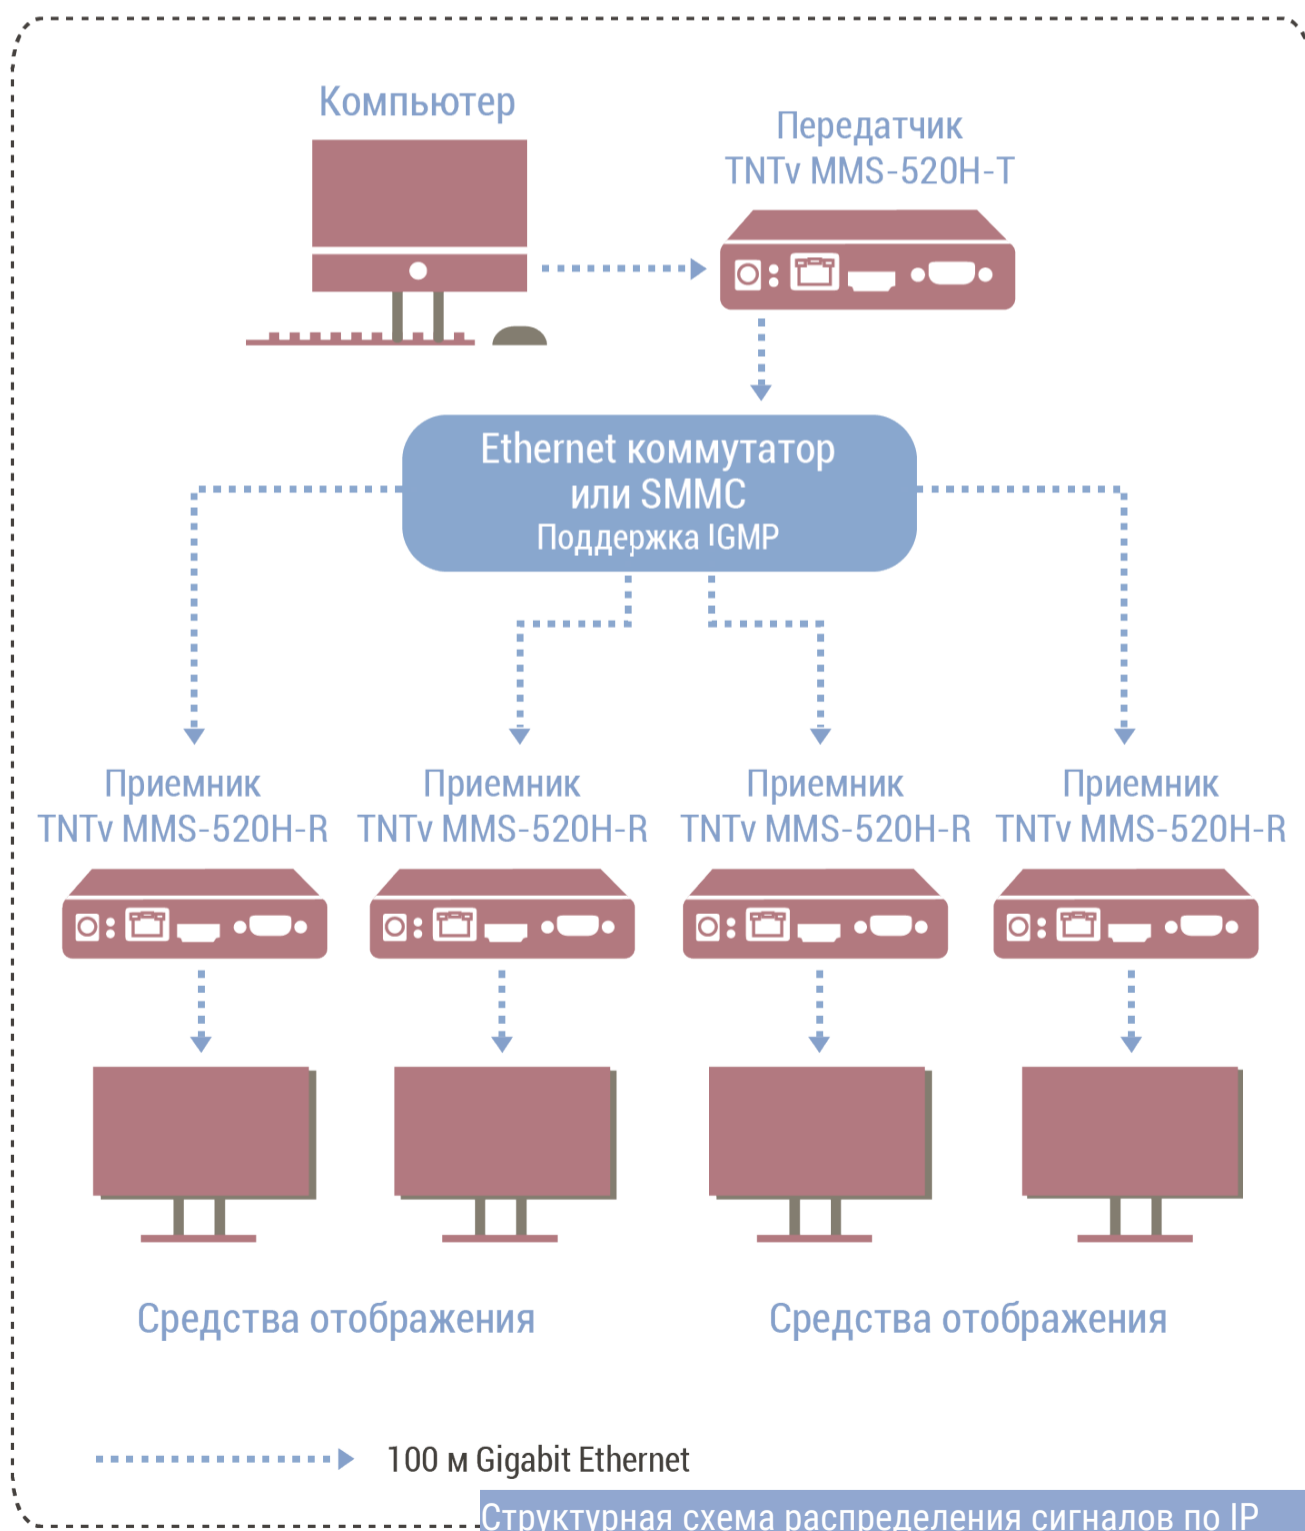 Компьютер
Передатчик
TNTv MMS-520H-T
Ethernet коммутатор
или SMMC
Поддержка IGMP
Приемник
TNTv MMS-520H-R
Приемник
TNTv MMS-520H-R
Приемник
TNTv MMS-520H-R
Приемник
TNTv MMS-520H-R
Средства отображения
Средства отображения
100 м Gigabit Ethernet
Структурная схема распределения сигналов по IP